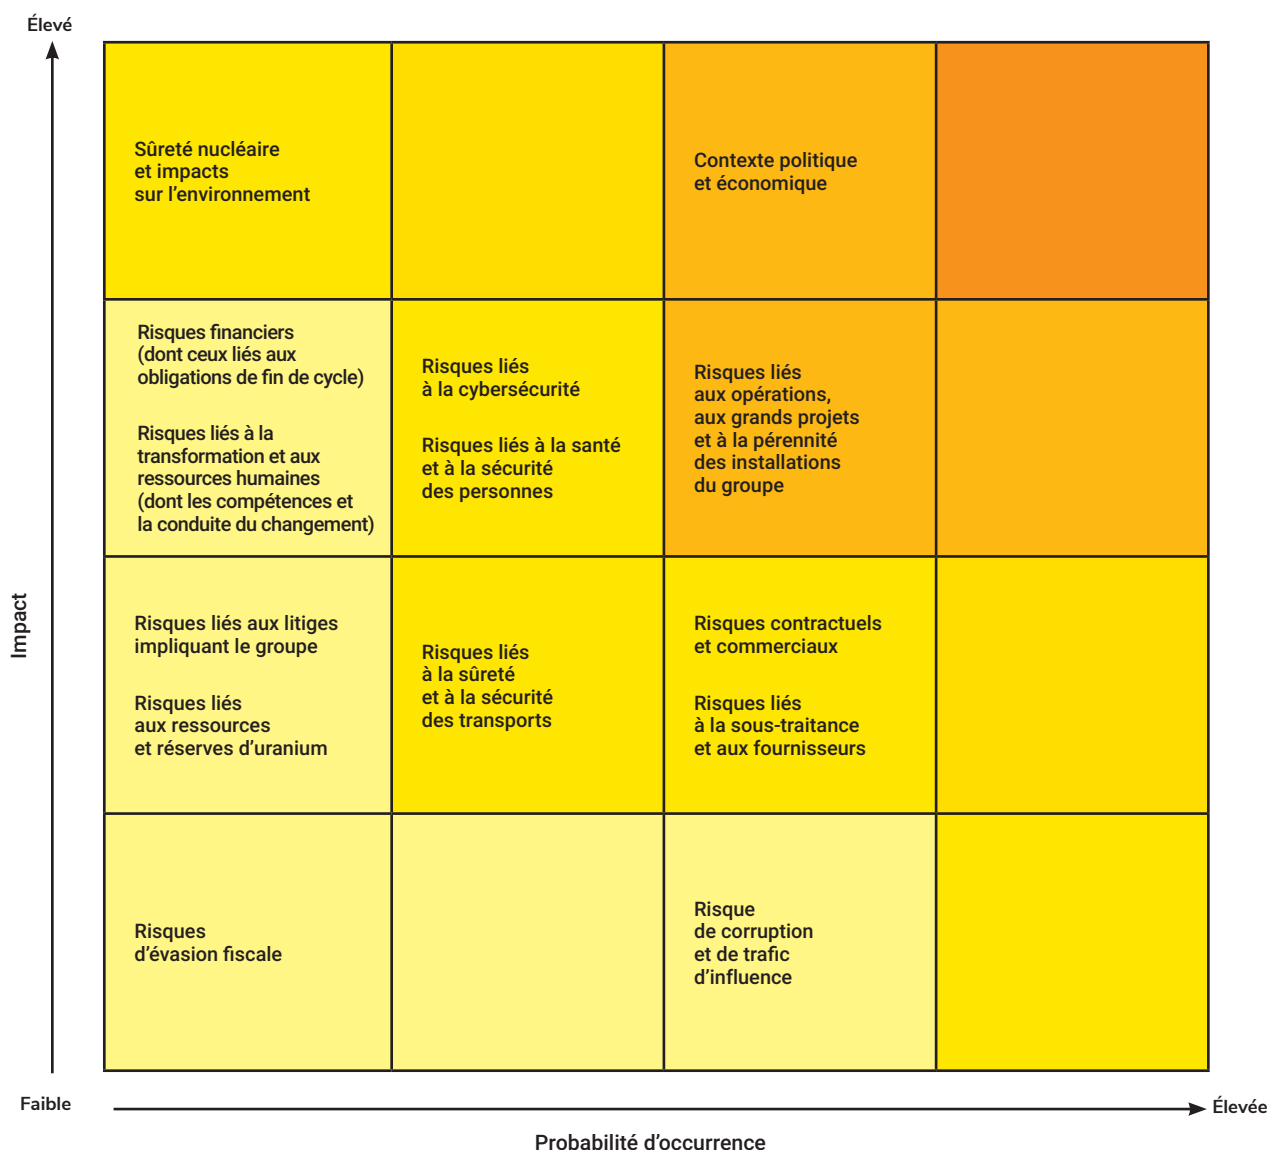 Élevé
Sûreté nucléaire
et impacts
sur l’environnement
Contexte politique
et économique
Risques financiers
(dont ceux liés aux
obligations de fin de cycle)
Risques liés à la
transformation et aux
ressources humaines
(dont les compétences et
la conduite du changement)
Risques liés
à la cybersécurité
Risques liés à la santé
et à la sécurité
des personnes
Risques liés
aux opérations,
aux grands projets
et à la pérennité
des installations
du groupe
Impact
Risques liés aux litiges
impliquant le groupe
Risques liés
aux ressources
et réserves d’uranium
Risques liés
à la sûreté
et à la sécurité
des transports
Risques contractuels
et commerciaux
Risques liés
à la sous-traitance
et aux fournisseurs
Risques
d’évasion fiscale
Risque
de corruption
et de trafic
d’influence
Faible
Élevée
Probabilité d’occurrence